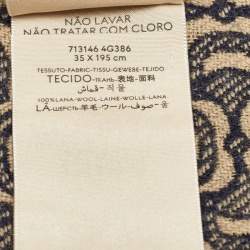 NÃO LAVAR
NÃO TRATAR COM CLORO
713146 4G386
35 X 195 cm
TESSUTO-FABRIC-TISSU-GEWEBE-TEJIDO
TECIDO-ТКАНЬ-表地-面料
قماش-직물
100%LANA-WOOL-LAINE-WOLLE-LANA
LÃ-ШЕРСТЬ-羊毛-ウール-صوف-울